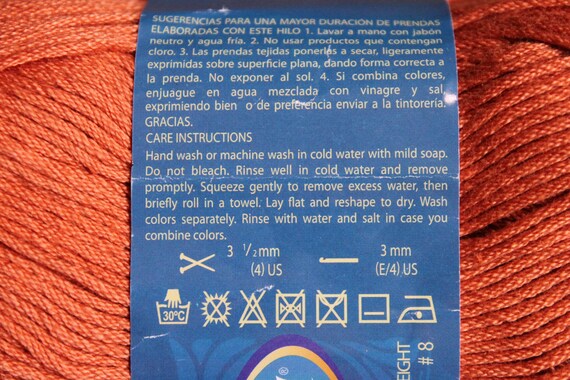 SUGERENCIAS PARA UNA MAYOR DURACIÓN DE PRENDAS
ELABORADAS CON ESTE HILO 1. Lavar a mano con jabón
neutro y agua fría. 2. No usar productos que contengan
cloro. 3. Las prendas tejidas ponerlas a secar, ligeramente
exprimidas sobre superficie plana, dando forma correcta a
la prenda. No exponer al sol. 4. Si combina colores,
enjuague en agua mezclada con vinagre y sal,
exprimiendo bien o de preferencia enviar a la tintorería.
GRACIAS.
CARE INSTRUCTIONS
Hand wash or machine wash in cold water with mild soap.
Do not bleach. Rinse well in cold water and remove
promptly. Squeeze gently to remove excess water, then
briefly roll in a towel. Lay flat and reshape to dry. Wash
colors separately. Rinse with water and salt in case you
combine colors.
3 1/2 mm
(4) US
3 mm
(E/4) US
30°C
®
EIGHT
# 8